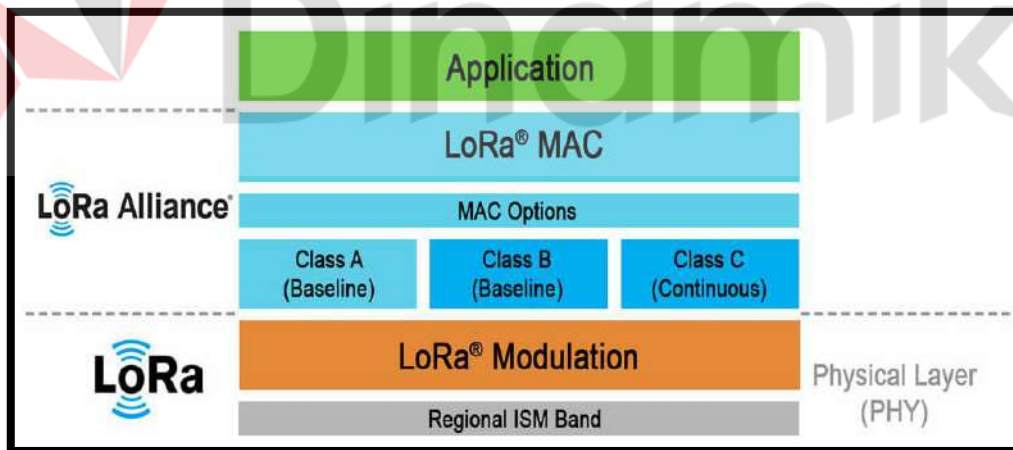 Dinamik
Application
LoRa® MAC
LoRa Alliance®
MAC Options
Class A
(Baseline)
Class B
(Baseline)
Class C
(Continuous)
LoRa® Modulation
LoRa
Physical Layer
(PHY)
Regional ISM Band